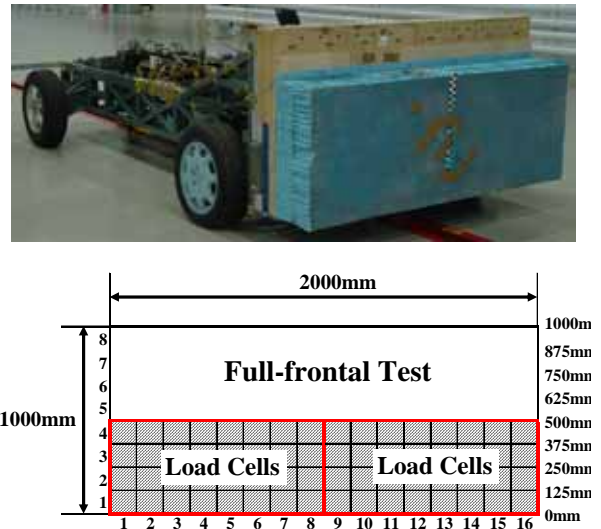 2000mm
1000mm
8
7
6
5
4
3
2
1
Full-frontal Test
Load Cells
Load Cells
1000m
875mm
750mm
625mm
500mm
375mm
250mm
125mm
0mm
1 2 3 4 5 6 7 8 9 10 11 12 13 14 15 16